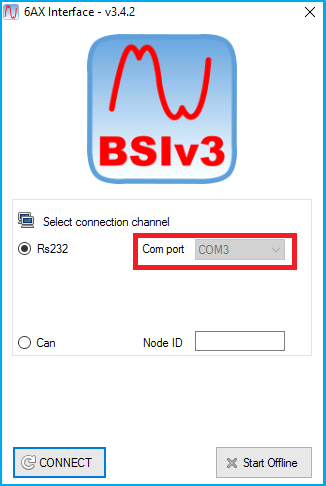 6AX Interface - v3.4.2
BSIv3
Select connection channel
Rs232
Com port
COM3
Can
Node ID
CONNECT
Start Offline